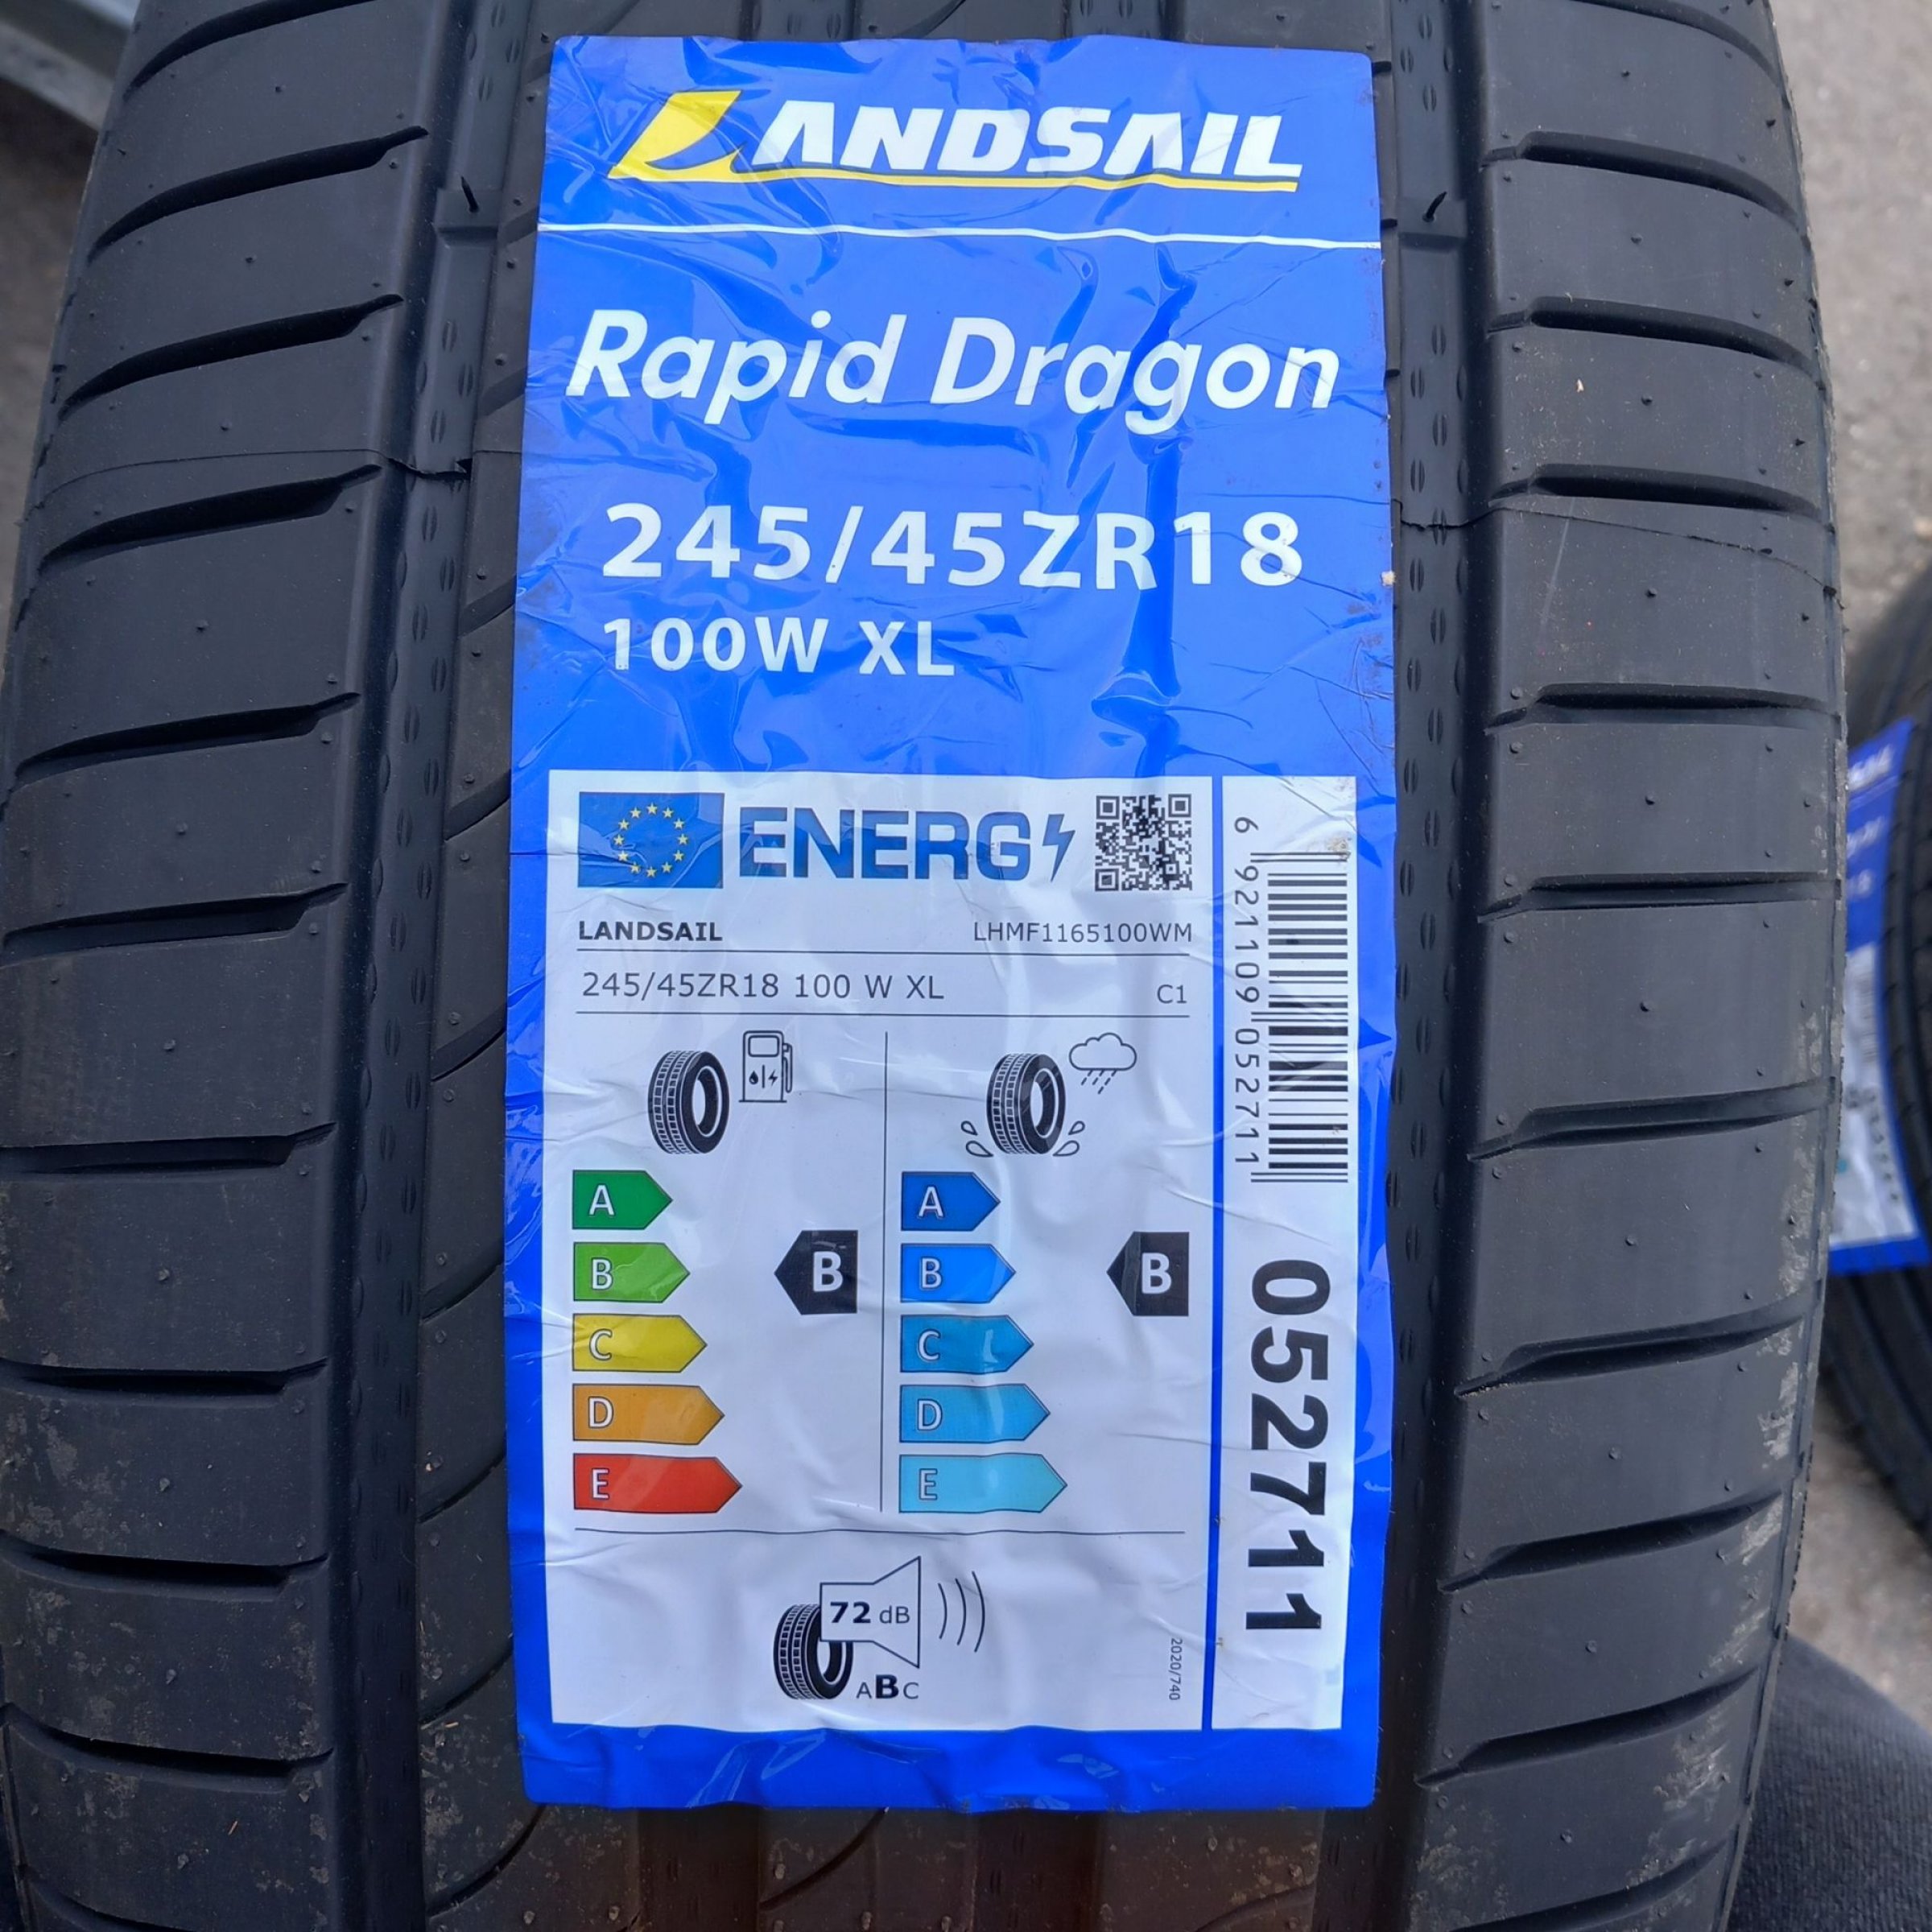 LANDSAIL
Rapid Dragon
245/45ZR18
100W XL
ENERG
LANDSAIL LHMF1165100WM
245/45ZR18 100 W XL C1
A
B
C
D
E
B
A
B
C
D
E
B
72 dB
ABC
2020/740
6 921109 052711
052711